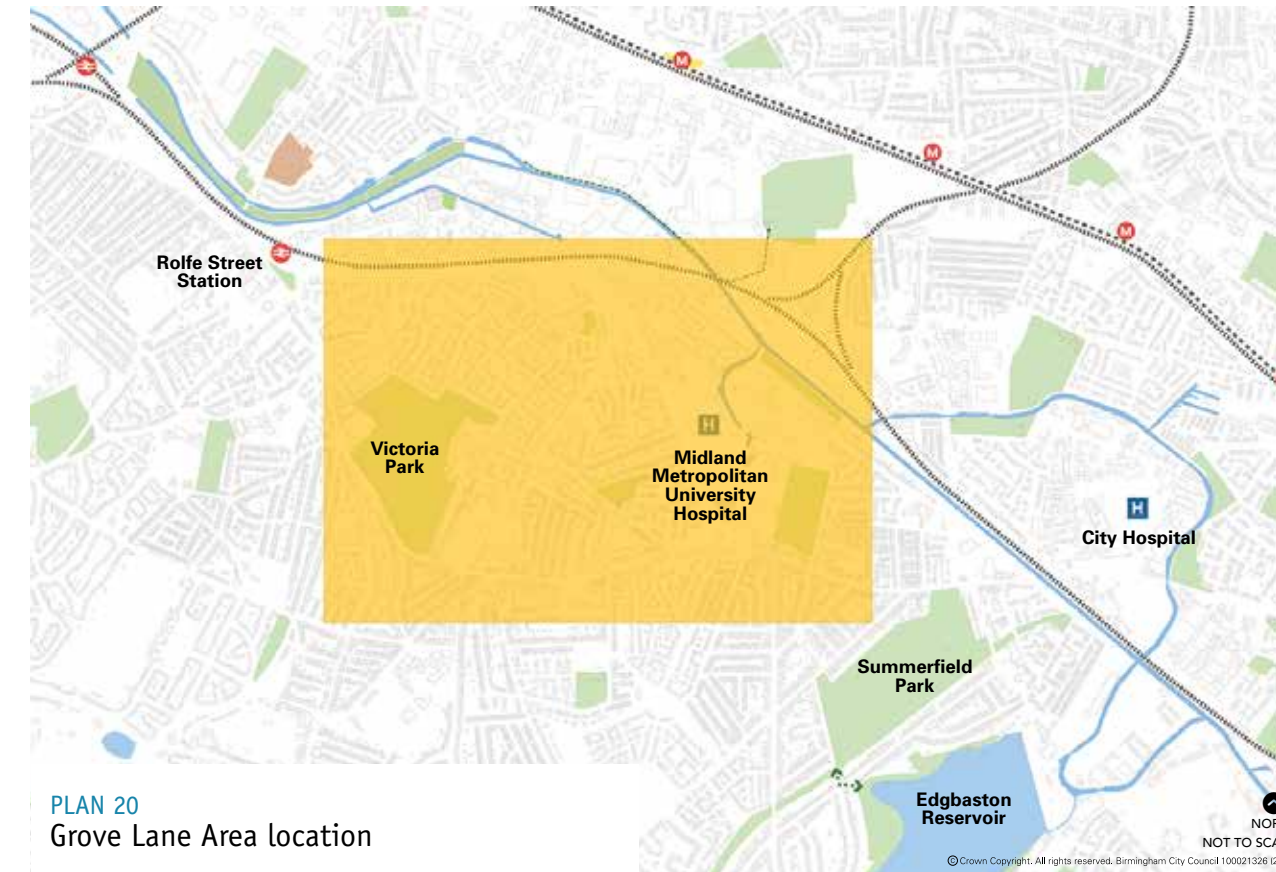 M
M
M
Rolfe Street
Station
Victoria
Park
H
Midland
Metropolitan
University
Hospital
H
City Hospital
Summerfield
Park
Edgbaston
Reservoir
PLAN 20
Grove Lane Area location
NOT TO
© Crown Copyright. All rights reserved. Birmingham City Council 100021326